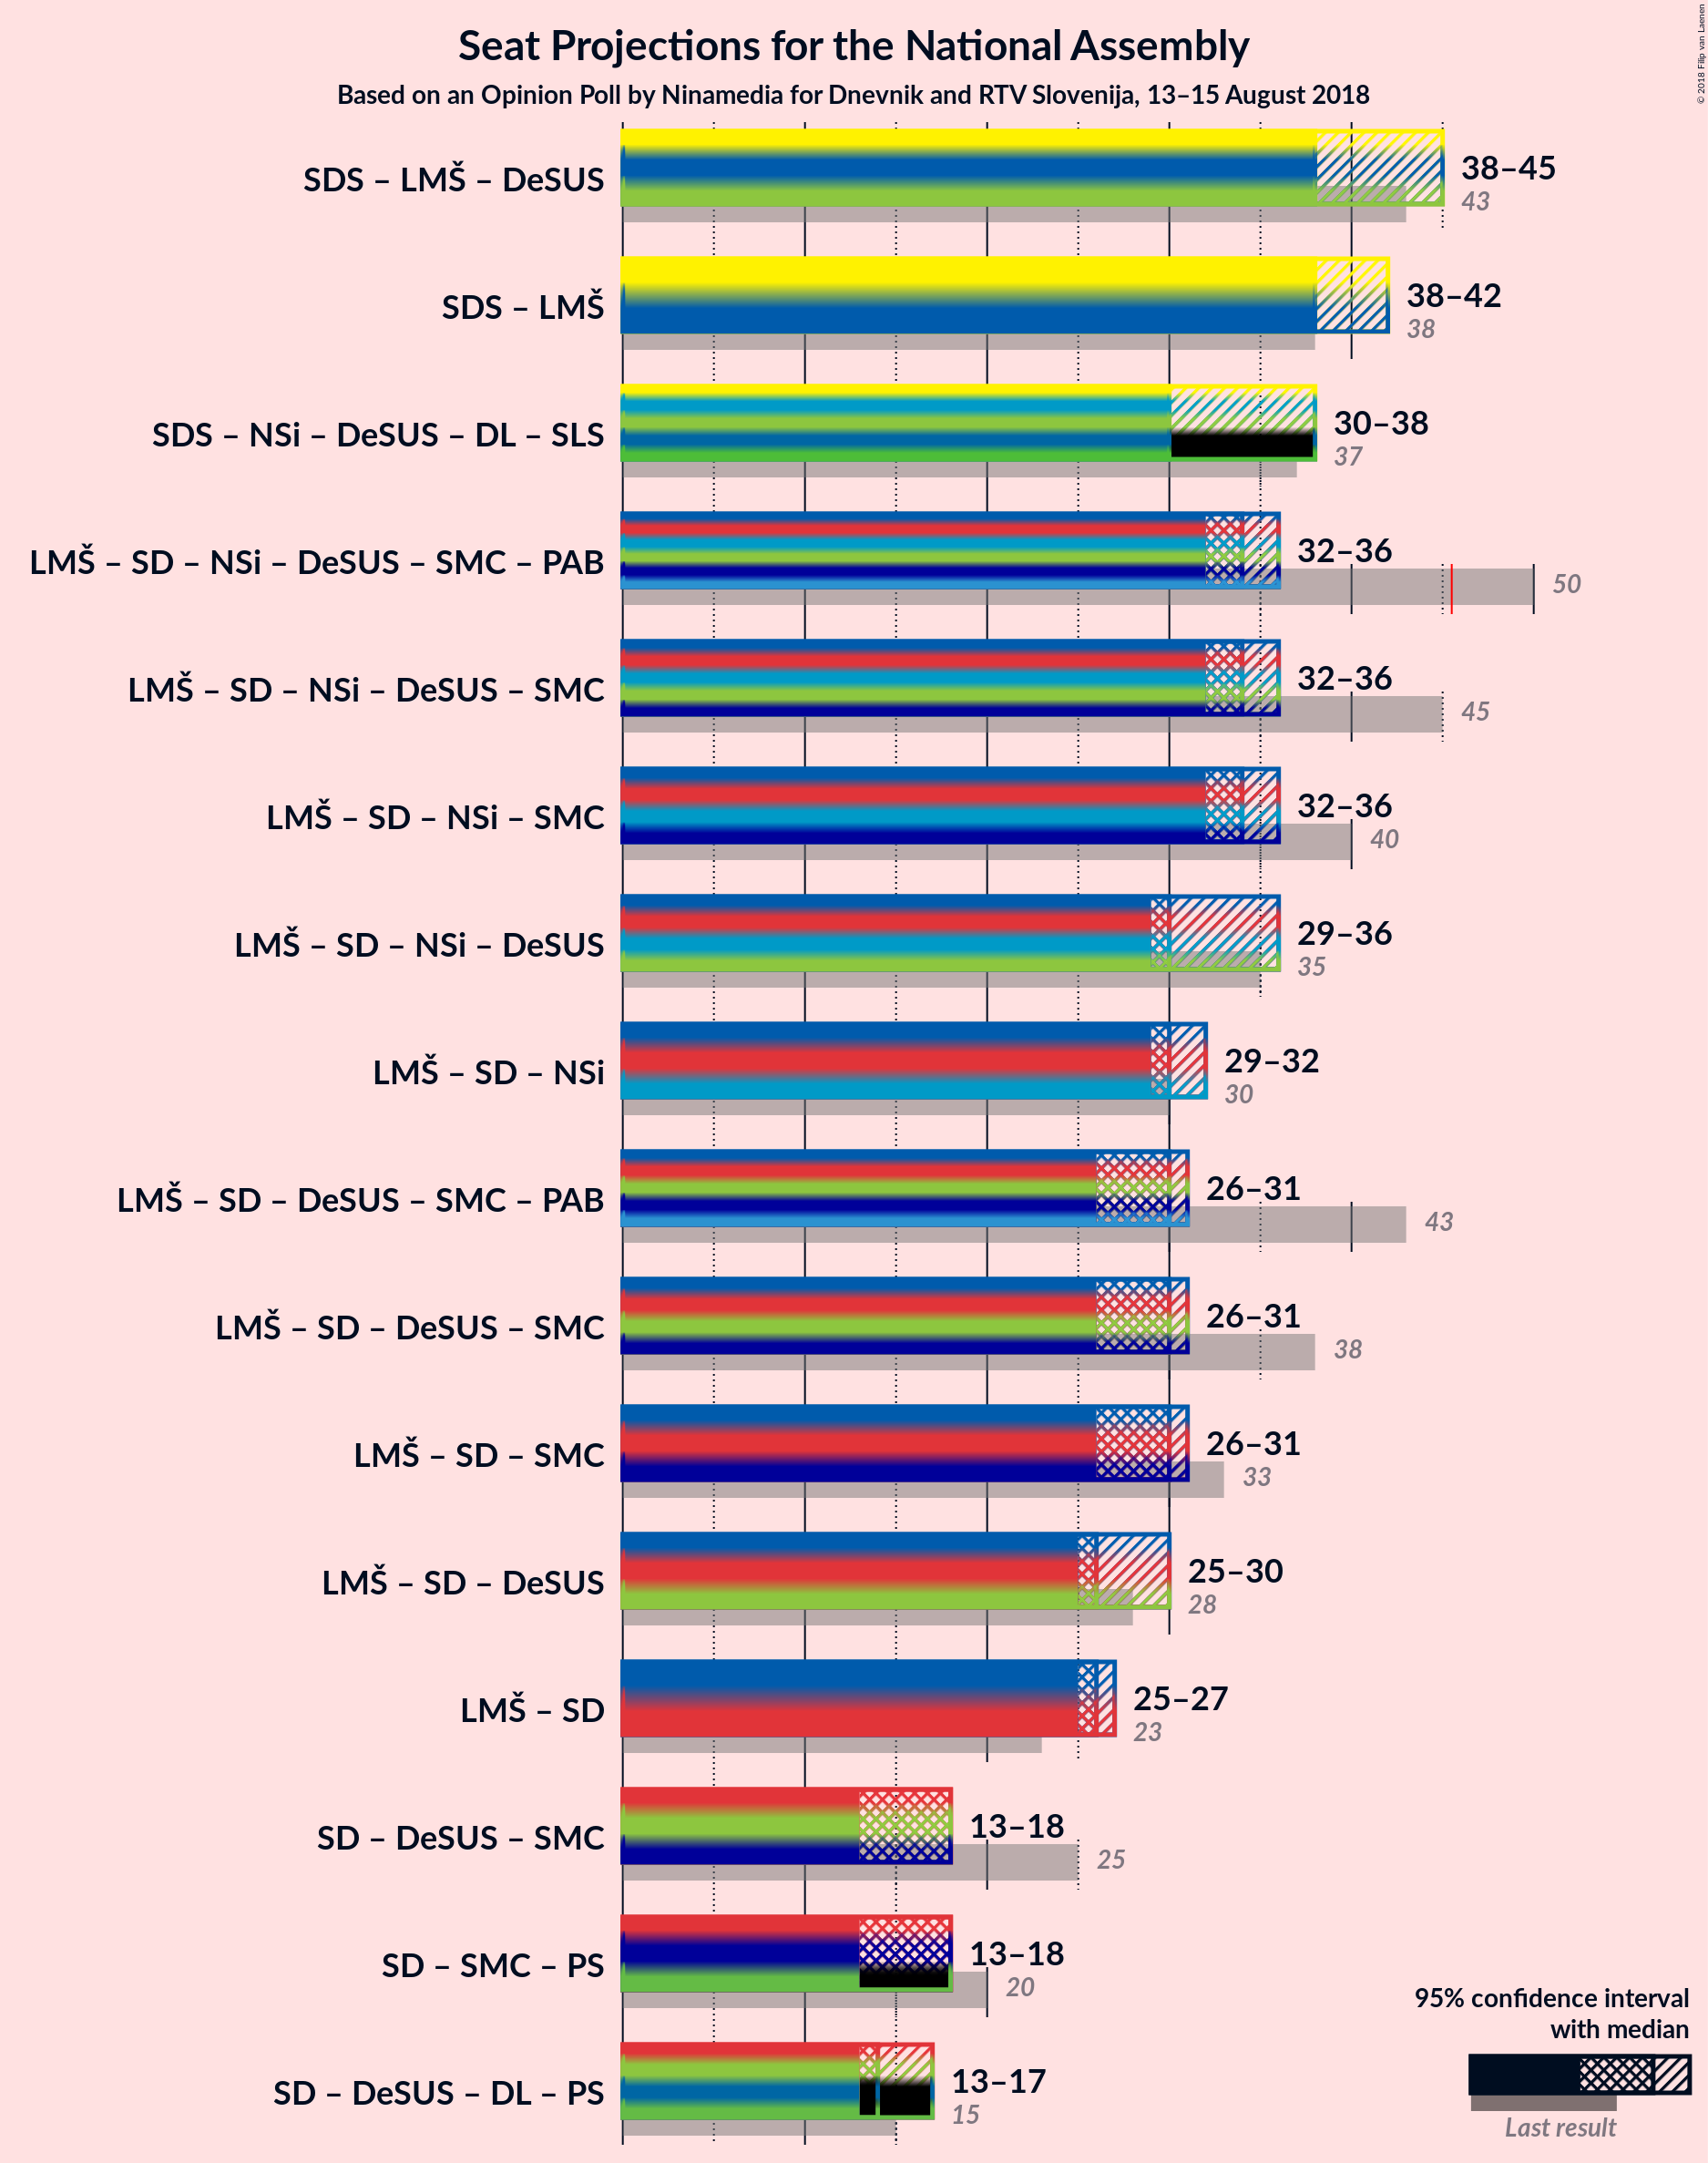 Seat Projections for the National Assembly
Based on an Opinion Poll by Ninamedia for Dnevnik and RTV Slovenija, 13–15 August 2018
© 2018 Filip van Laenen
SDS – LMŠ – DeSUS
38–45
43
SDS – LMŠ
38–42
38
SDS – NSi – DeSUS – DL – SLS
30–38
37
LMŠ – SD – NSi – DeSUS – SMC – PAB
32–36
50
LMŠ – SD – NSi – DeSUS – SMC
32–36
45
LMŠ – SD – NSi – SMC
32–36
40
LMŠ – SD – NSi – DeSUS
29–36
35
LMŠ – SD – NSi
29–32
30
LMŠ – SD – DeSUS – SMC – PAB
26–31
43
LMŠ – SD – DeSUS – SMC
26–31
38
LMŠ – SD – SMC
26–31
33
LMŠ – SD – DeSUS
25–30
28
LMŠ – SD
25–27
23
SD – DeSUS – SMC
13–18
25
SD – SMC – PS
13–18
20
SD – DeSUS – DL – PS
13–17
15
95% confidence interval
with median
Last result